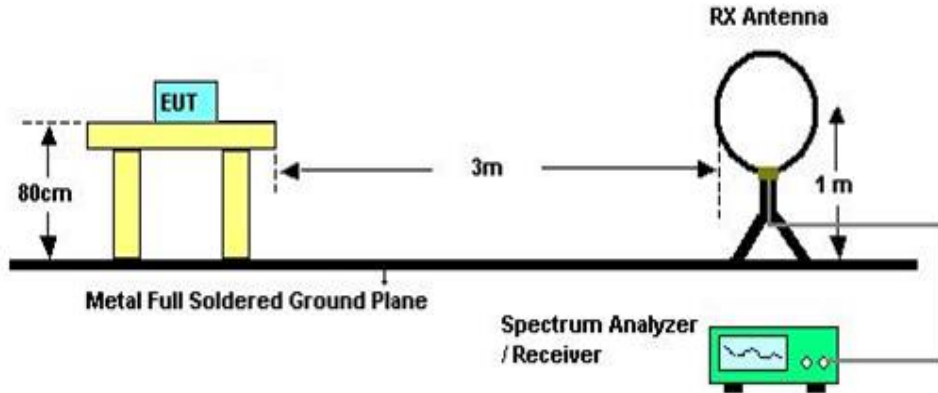 RX Antenna
EUT
80cm
3m
1 m
Metal Full Soldered Ground Plane
Spectrum Analyzer
/ Receiver